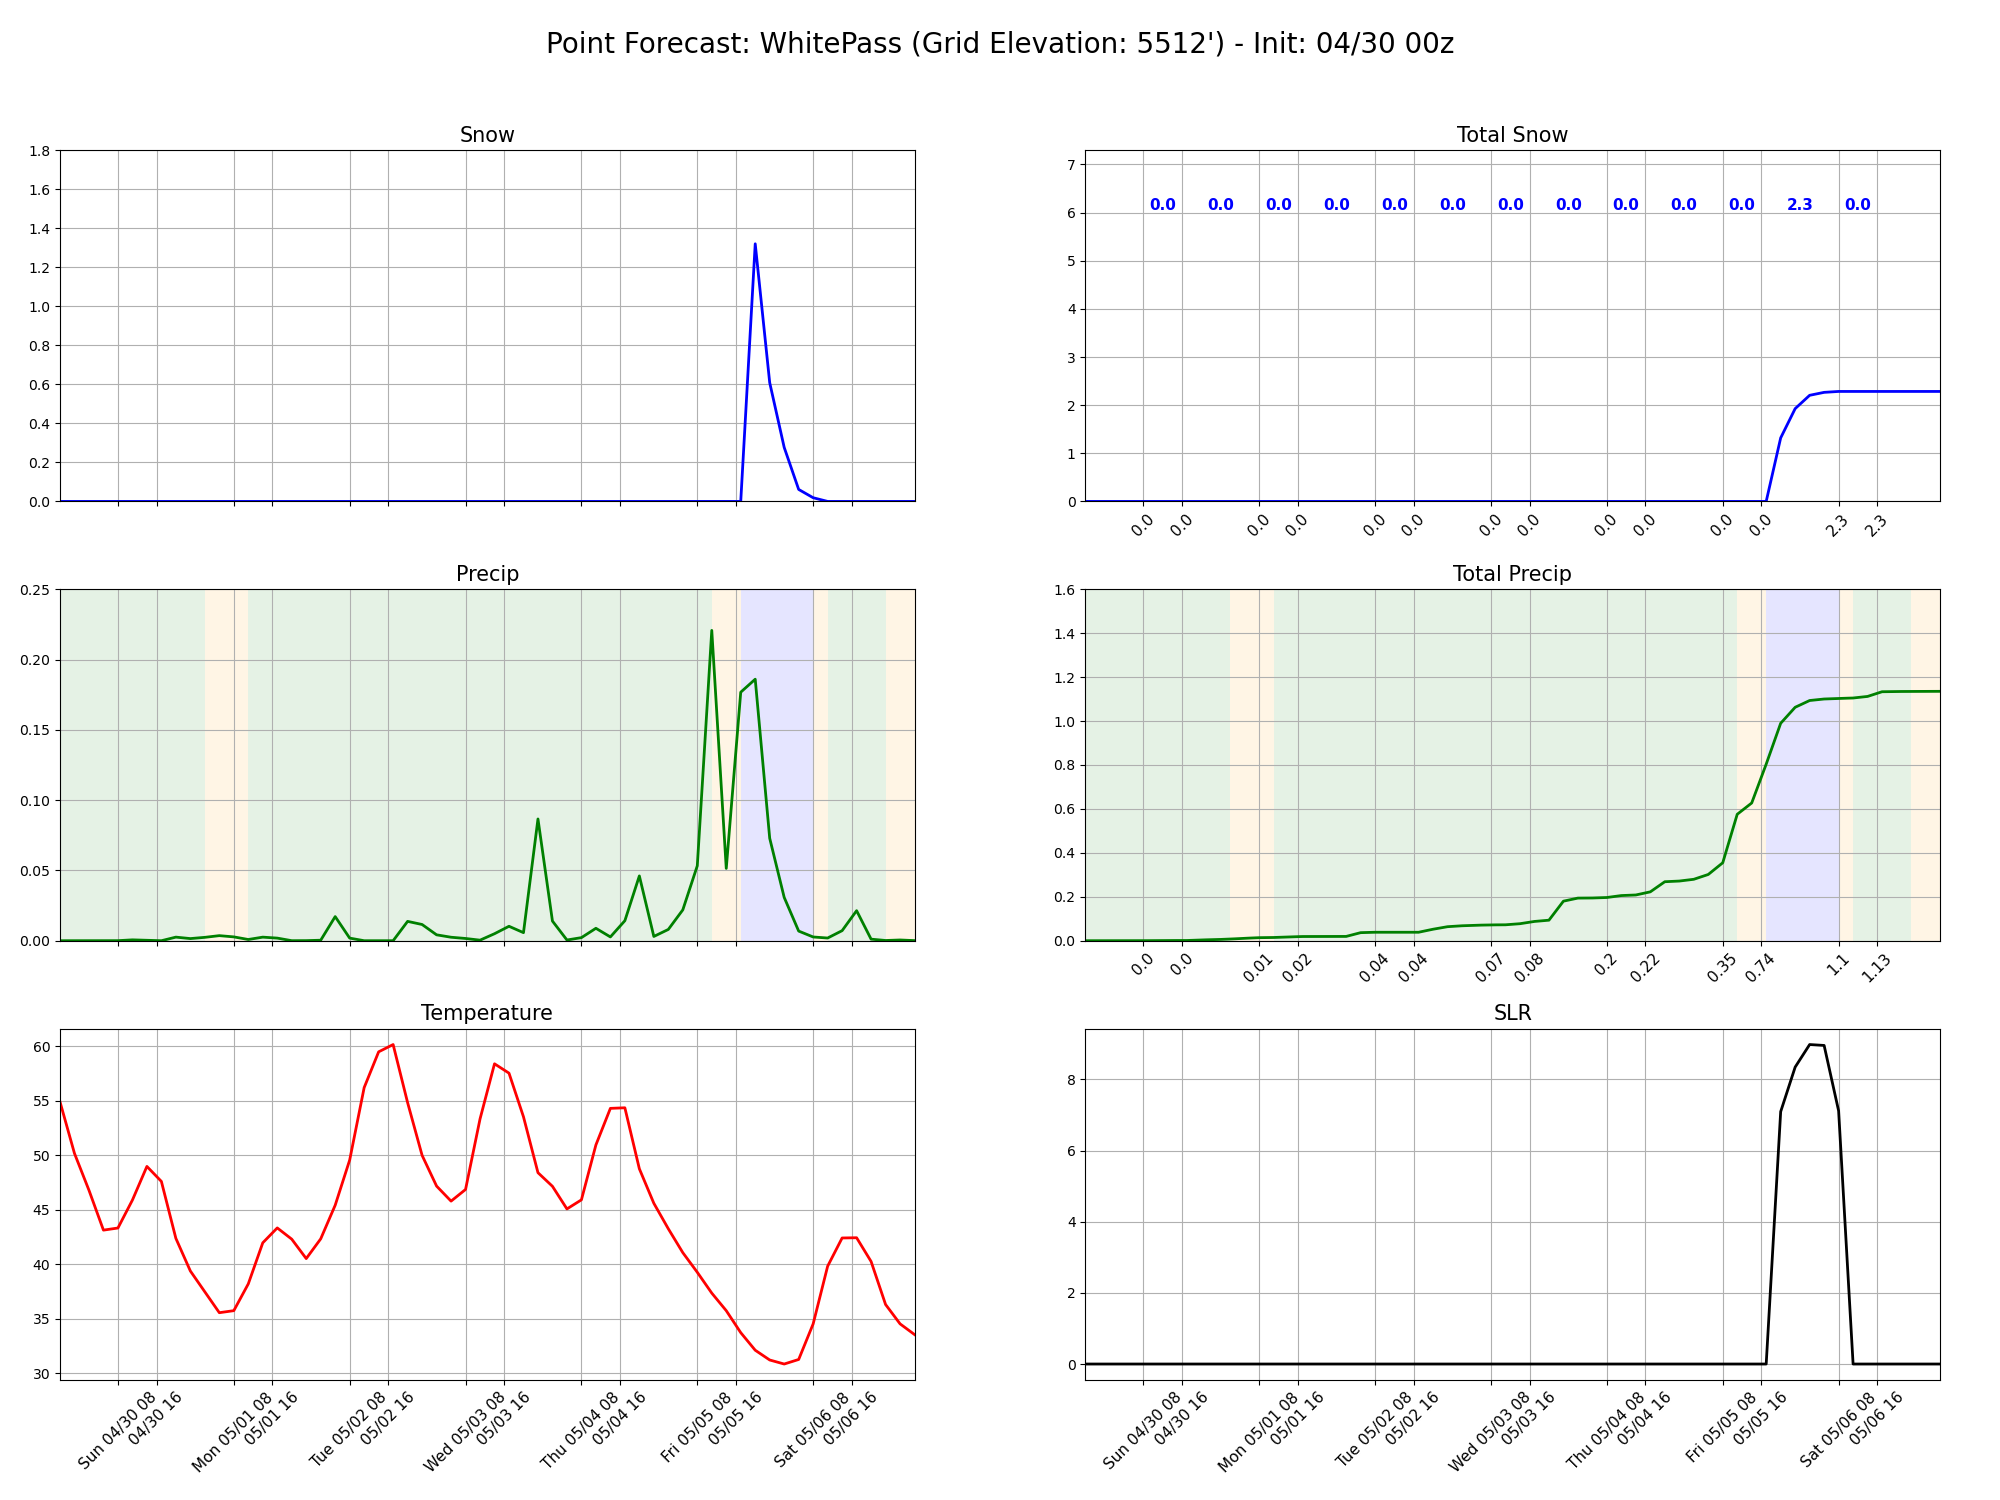 Point Forecast: WhitePass (Grid Elevation: 5512') - Init: 04/30 00z
Snow
1.8
1.6
1.4
1.2
1.0
0.8
0.6
0.4
0.2
0.0
Total Snow
7
6
5
4
3
2
1
0
0.0 0.0 0.0 0.0 0.0 0.0 0.0 0.0 0.0 0.0 0.0 2.3 0.0
0.0 0.0 0.0 0.0 0.0 0.0 0.0 0.0 0.0 0.0 0.0 0.0 2.3 2.3
Precip
0.25
0.20
0.15
0.10
0.05
0.00
Total Precip
1.6
1.4
1.2
1.0
0.8
0.6
0.4
0.2
0.0
0.0 0.0 0.01 0.02 0.04 0.04 0.07 0.08 0.2 0.22 0.35 0.74 1.1 1.13
Temperature
60
55
50
45
40
35
30
Sun 04/30 08
04/30 16
Mon 05/01 08
05/01 16
Tue 05/02 08
05/02 16
Wed 05/03 08
05/03 16
Thu 05/04 08
05/04 16
Fri 05/05 08
05/05 16
Sat 05/06 08
05/06 16
SLR
8
6
4
2
0
Sun 04/30 08
04/30 16
Mon 05/01 08
05/01 16
Tue 05/02 08
05/02 16
Wed 05/03 08
05/03 16
Thu 05/04 08
05/04 16
Fri 05/05 08
05/05 16
Sat 05/06 08
05/06 16